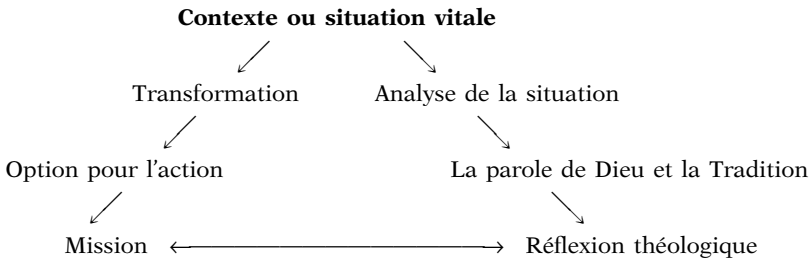 Contexte ou situation vitale
Transformation Analyse de la situation
Option pour l'action La parole de Dieu et la Tradition
Mission Réflexion théologique